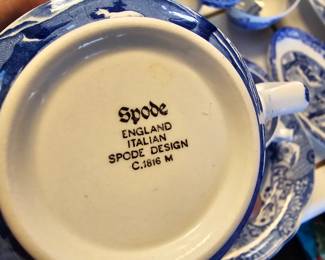 Spode
ENGLAND
ITALIAN
SPODE DESIGN
C.1816 M